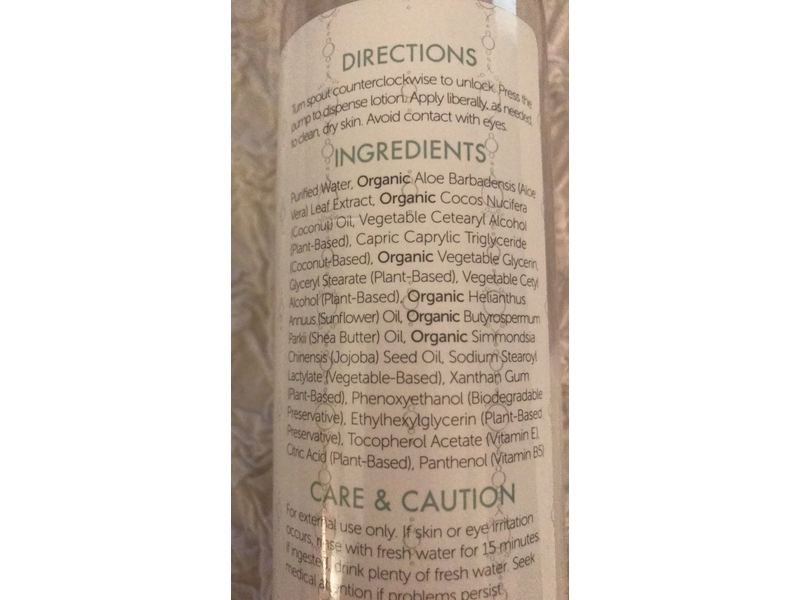 DIRECTIONS
Turn spout counterclockwise to unlock. Press the
pump to dispense lotion. Apply liberally, as needed,
to clean, dry skin. Avoid contact with eyes.
INGREDIENTS
Purified Water, Organic Aloe Barbadensis (Aloe
Vera) Leaf Extract, Organic Cocos Nucifera
(Coconut) Oil, Vegetable Cetearyl Alcohol
(Plant-Based), Capric Caprylic Triglyceride
(Coconut-Based), Organic Vegetable Glycerin,
Glyceryl Stearate (Plant-Based), Vegetable Cetyl
Alcohol (Plant-Based), Organic Helianthus
Annuus (Sunflower) Oil, Organic Butyrospermum
Parkii (Shea Butter) Oil, Organic Simmondsia
Chinensis (Jojoba) Seed Oil, Sodium Stearoyl
Lactylate (Vegetable-Based), Xanthan Gum
(Plant-Based), Phenoxyethanol (Biodegradable
Preservative), Ethylhexylglycerin (Plant-Based
Preservative), Tocopherol Acetate (Vitamin E),
Citric Acid (Plant-Based), Panthenol (Vitamin B5)
CARE & CAUTION
For external use only. If skin or eye irritation
occurs, rinse with fresh water for 15 minutes.
If ingested, drink plenty of fresh water. Seek
medical attention if problems persist.